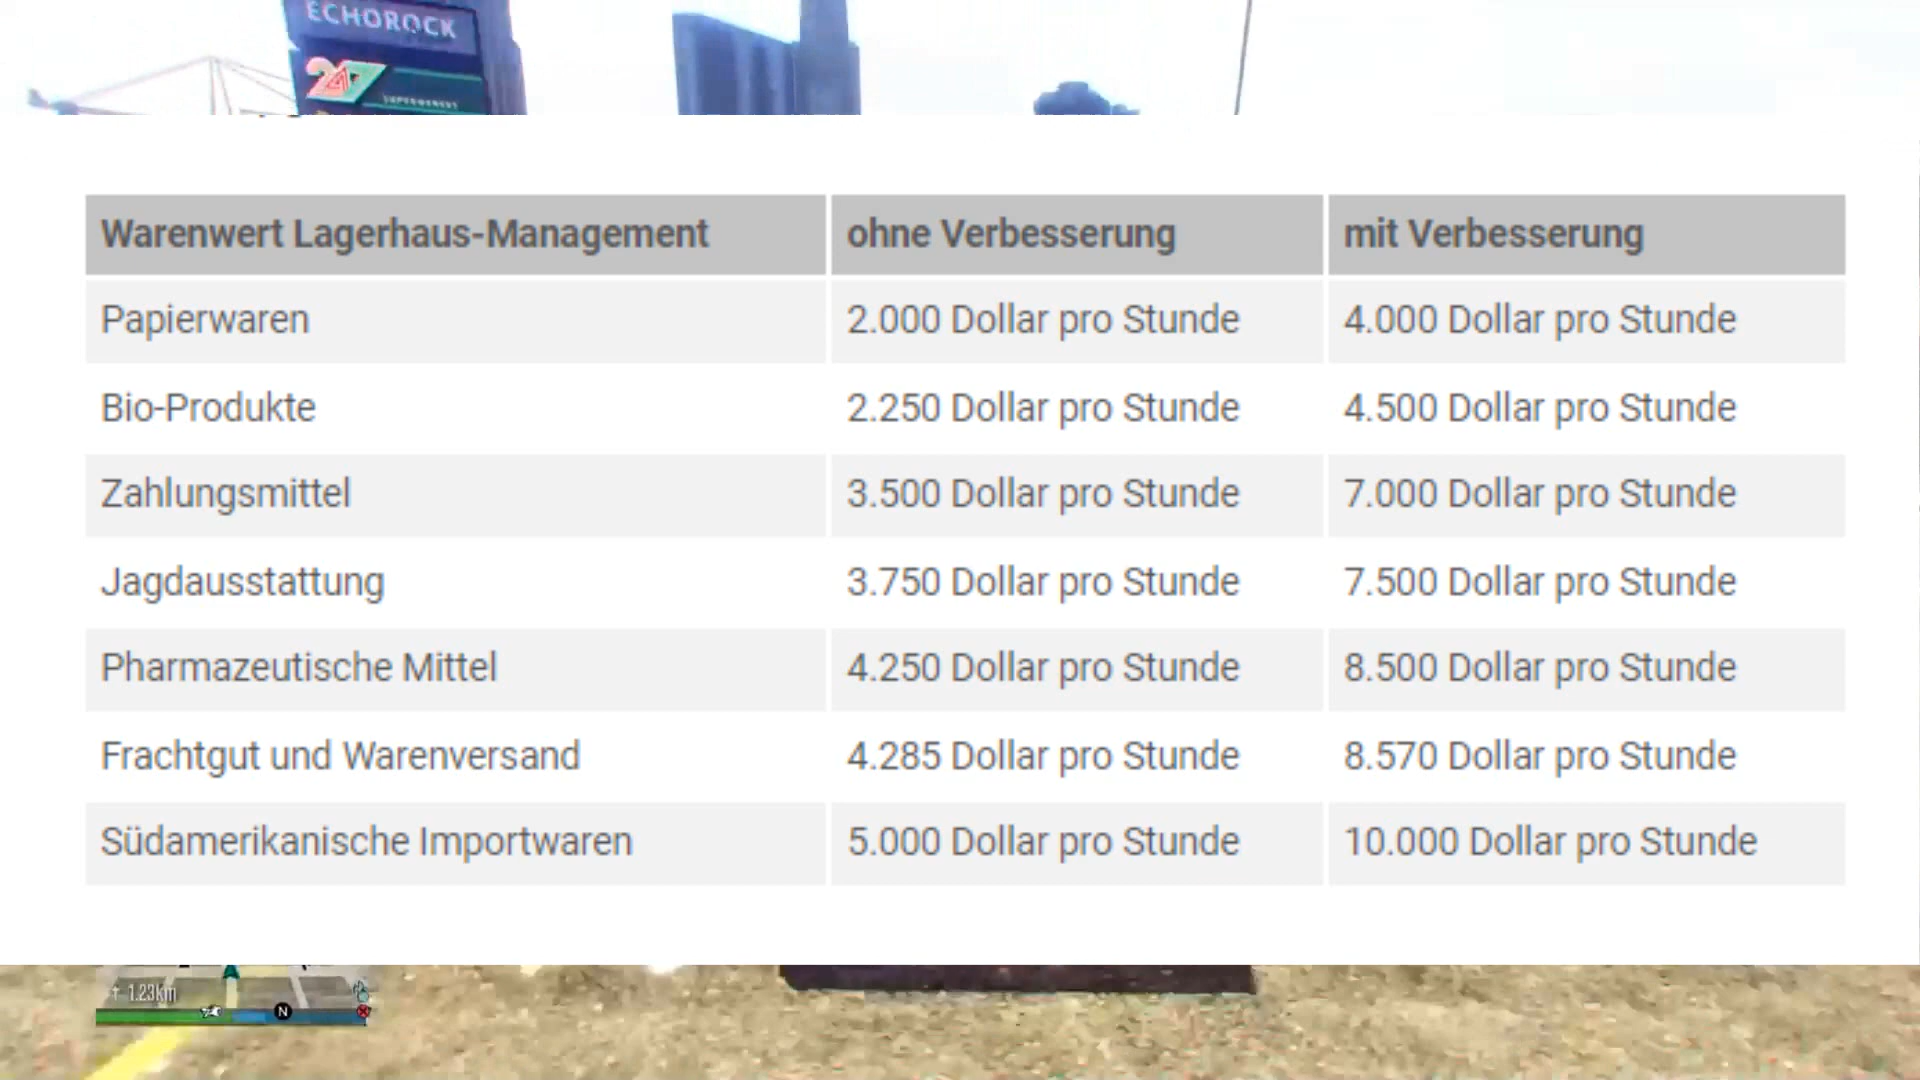 ECHOROCK
24/7
SUPERMARKET
Warenwert Lagerhaus-Management ohne Verbesserung mit Verbesserung
Papierwaren 2.000 Dollar pro Stunde 4.000 Dollar pro Stunde
Bio-Produkte 2.250 Dollar pro Stunde 4.500 Dollar pro Stunde
Zahlungsmittel 3.500 Dollar pro Stunde 7.000 Dollar pro Stunde
Jagdausstattung 3.750 Dollar pro Stunde 7.500 Dollar pro Stunde
Pharmazeutische Mittel 4.250 Dollar pro Stunde 8.500 Dollar pro Stunde
Frachtgut und Warenversand 4.285 Dollar pro Stunde 8.570 Dollar pro Stunde
Südamerikanische Importwaren 5.000 Dollar pro Stunde 10.000 Dollar pro Stunde
1.23km
N